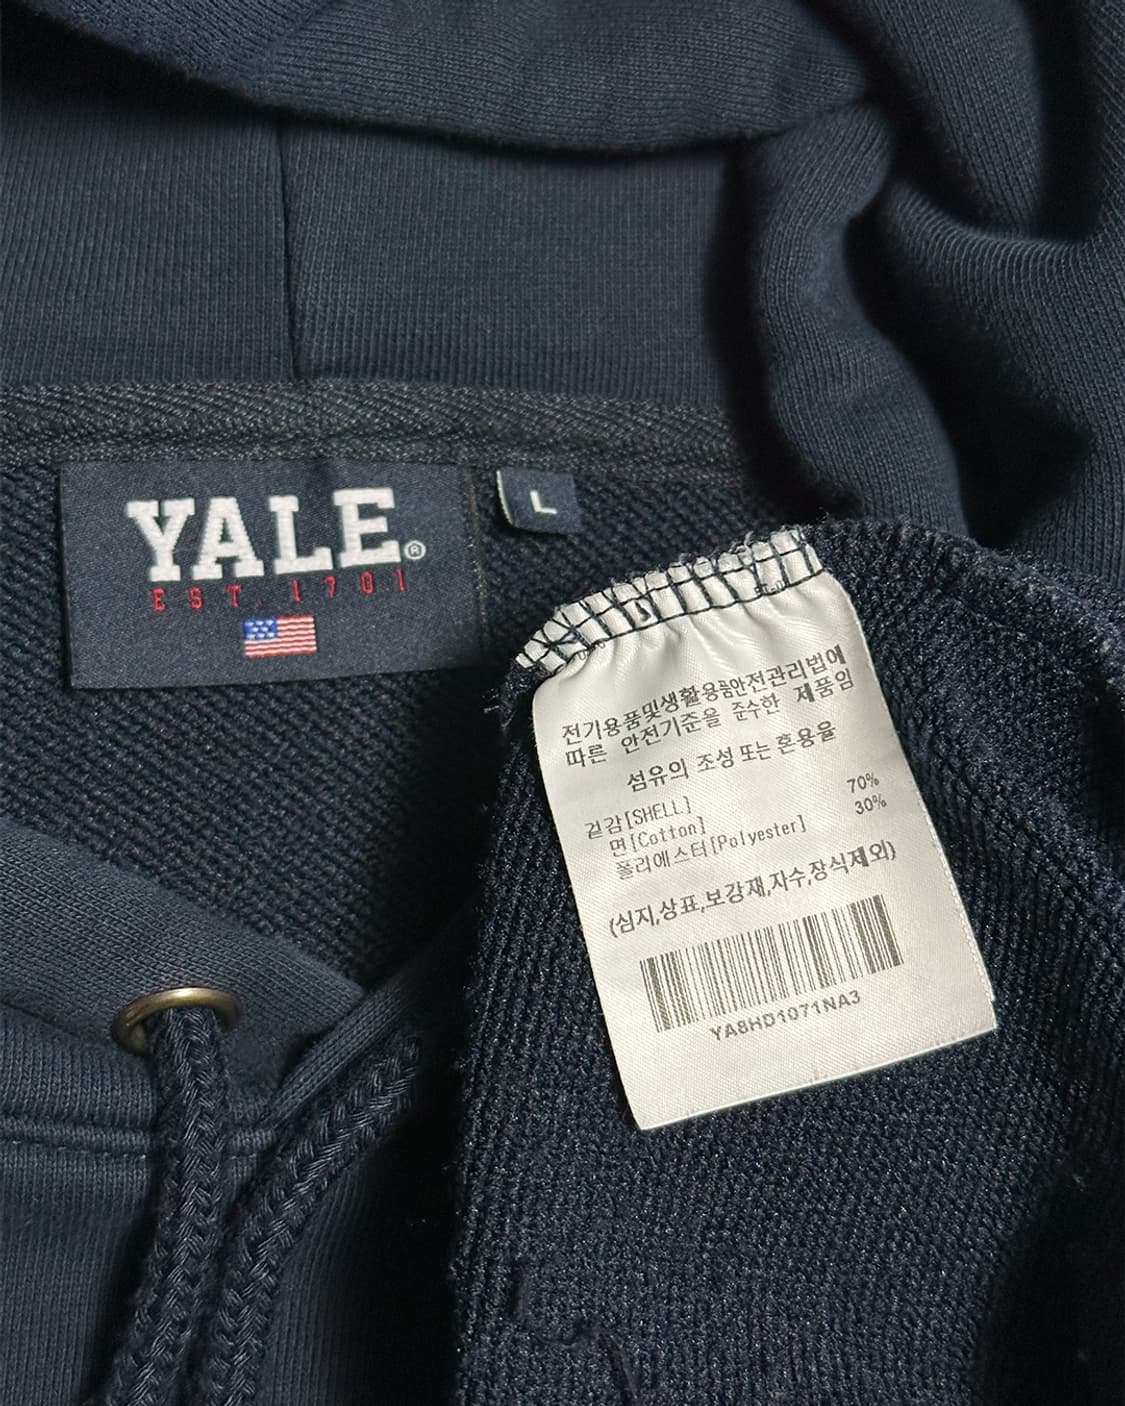 YALE®
EST. 1701
L
전기용품및생활용품안전관리법에
따른 안전기준을 준수한 제품임
섬유의 조성 또는 혼용율
겉감[SHELL]
면[Cotton] 70%
폴리에스터[Polyester] 30%
(심지,상표,보강재,자수,장식제외)
YA8HD1071NA3